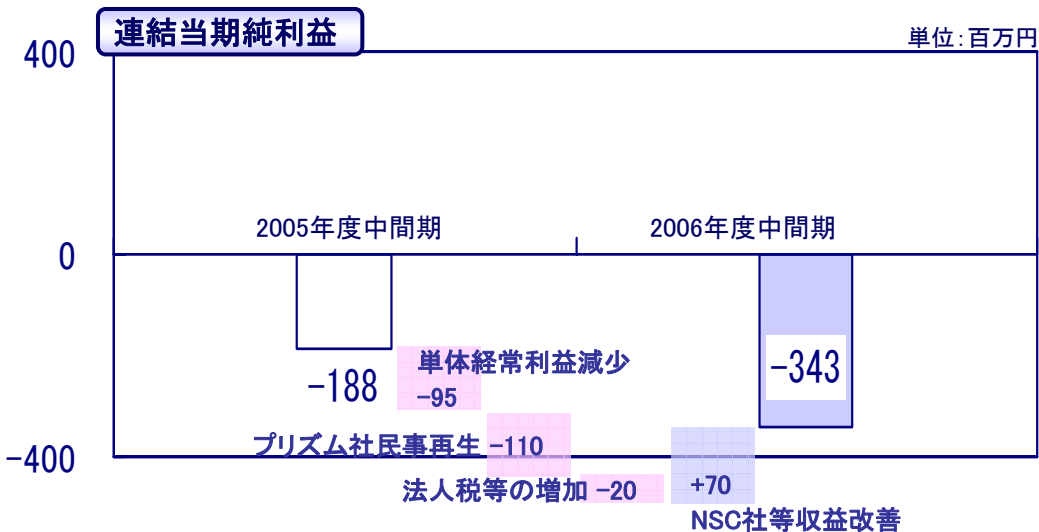 連結当期純利益
単位:百万円
400
2005年度中間期
2006年度中間期
0
単体経常利益減少
-188
-95
-343
プリズム社民事再生 -110
-400
法人税等の増加 -20
+70
NSC社等収益改善